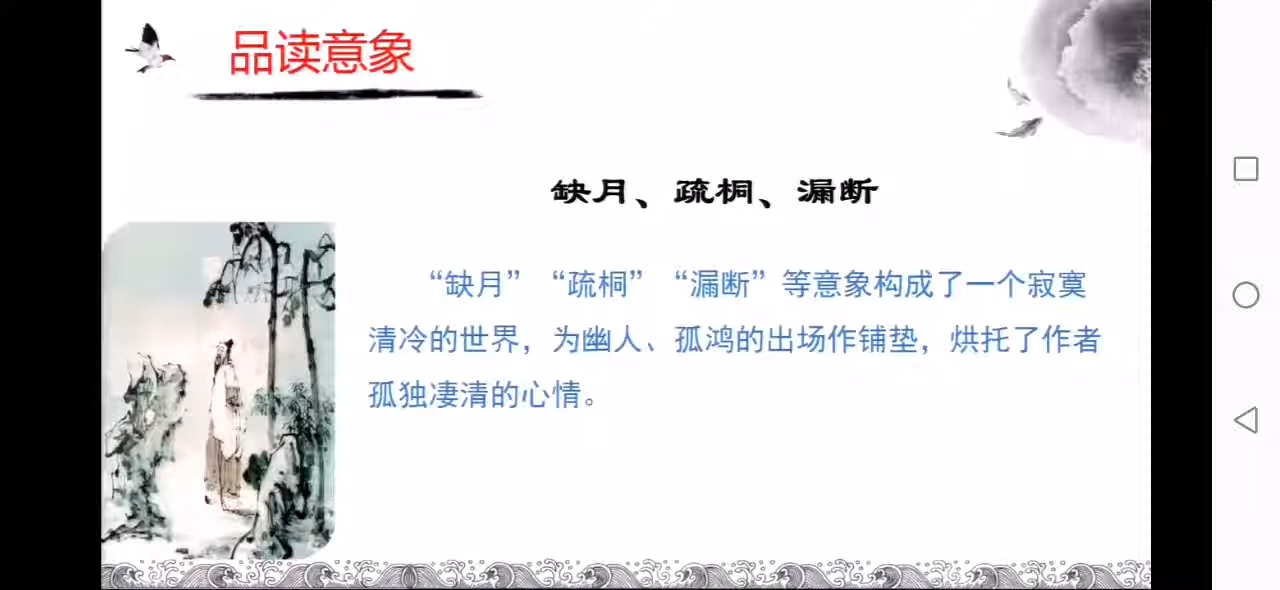 品读意象
缺月、疏桐、漏断
“缺月”“疏桐”“漏断”等意象构成了一个寂寞
清冷的世界，为幽人、孤鸿的出场作铺垫，烘托了作者
孤独凄清的心情。